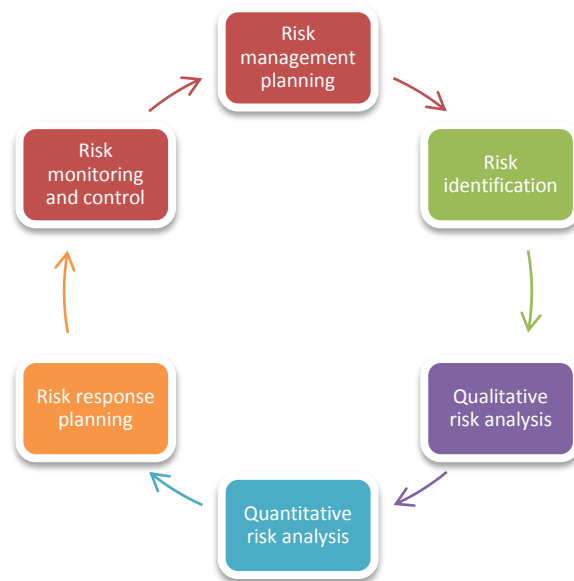 Risk
management
planning
Risk
identification
Qualitative
risk analysis
Quantitative
risk analysis
Risk response
planning
Risk
monitoring
and control